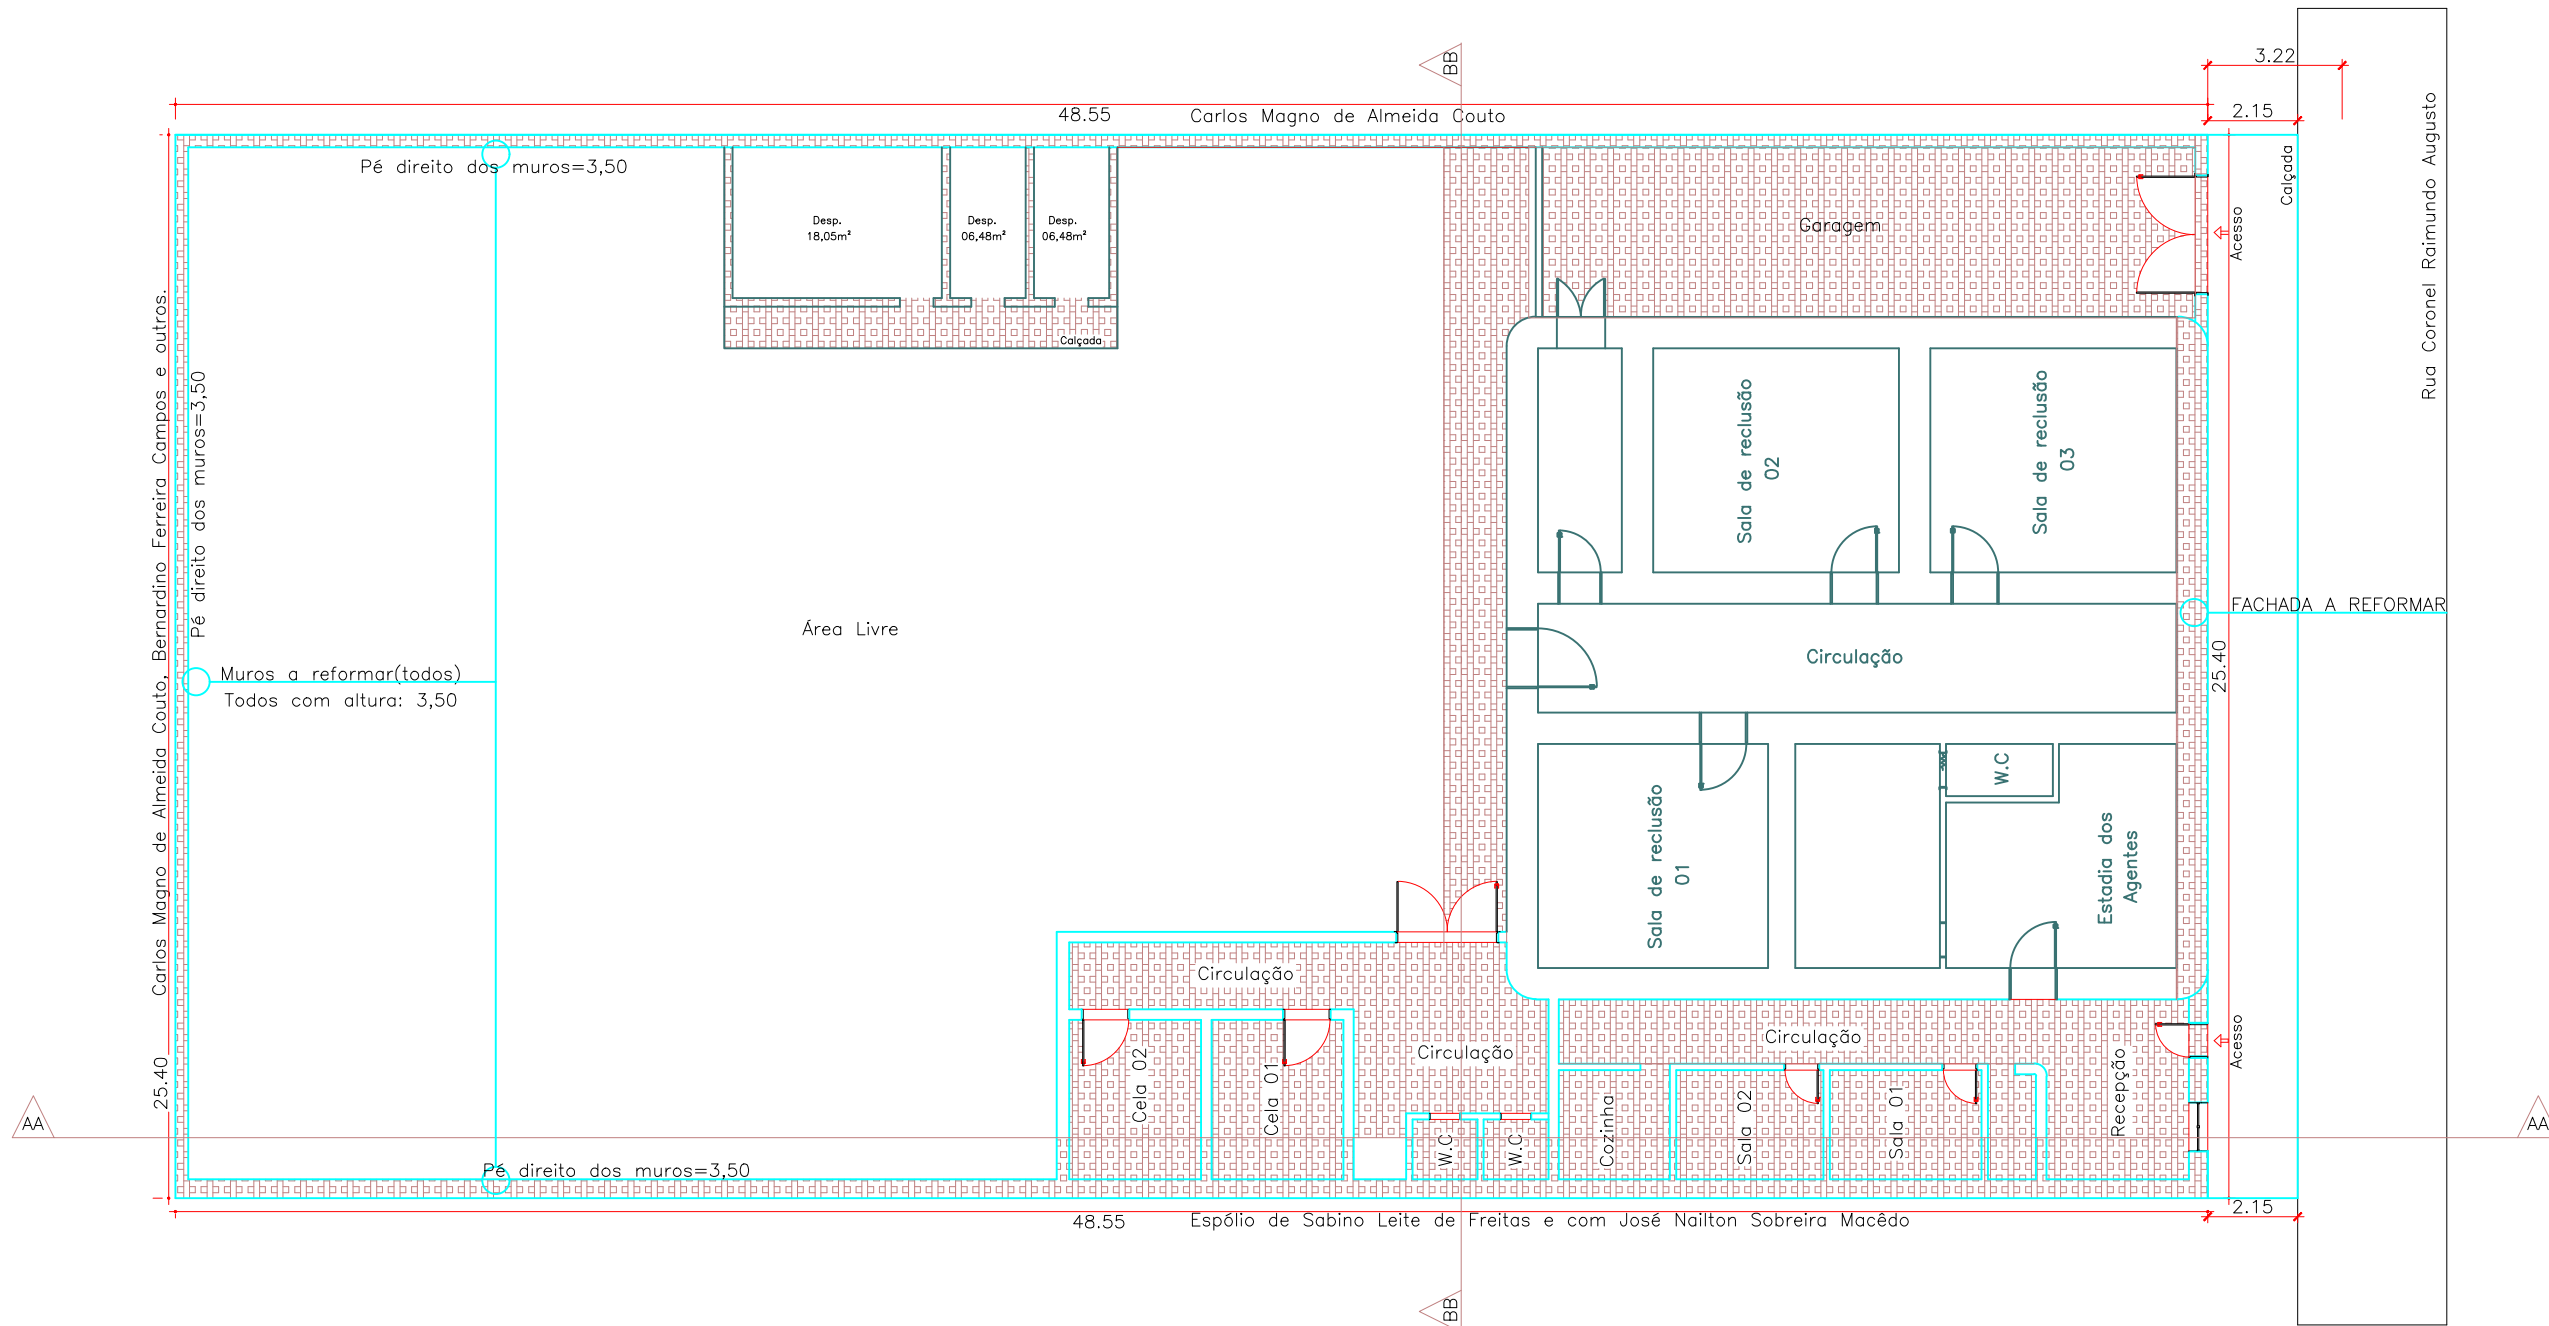 BB
3.22
48.55
Carlos Magno de Almeida Couto
2.15
Pé direito dos muros=3,50
Calçada
Rua Coronel Raimundo Augusto
Desp.
18,05m²
Desp.
06,48m²
Desp.
06,48m²
Calçada
Garagem
Acesso
Carlos Magno de Almeida Couto, Bernardino Ferreira Campos e outros.
Pé direito dos muros=3,50
Sala de reclusão
02
Sala de reclusão
03
FACHADA A REFORMAR
Área Livre
Circulação
25.40
Muros a reformar(todos)
Todos com altura: 3,50
W.C
Sala de reclusão
01
Estadia dos
Agentes
Circulação
Circulação
Circulação
Acesso
25.40
Cela 02
Cela 01
W.C
W.C
Cozinha
Sala 02
Sala 01
Recepção
AA
AA
Pé direito dos muros=3,50
48.55
Espólio de Sabino Leite de Freitas e com José Nailton Sobreira Macêdo
2.15
BB